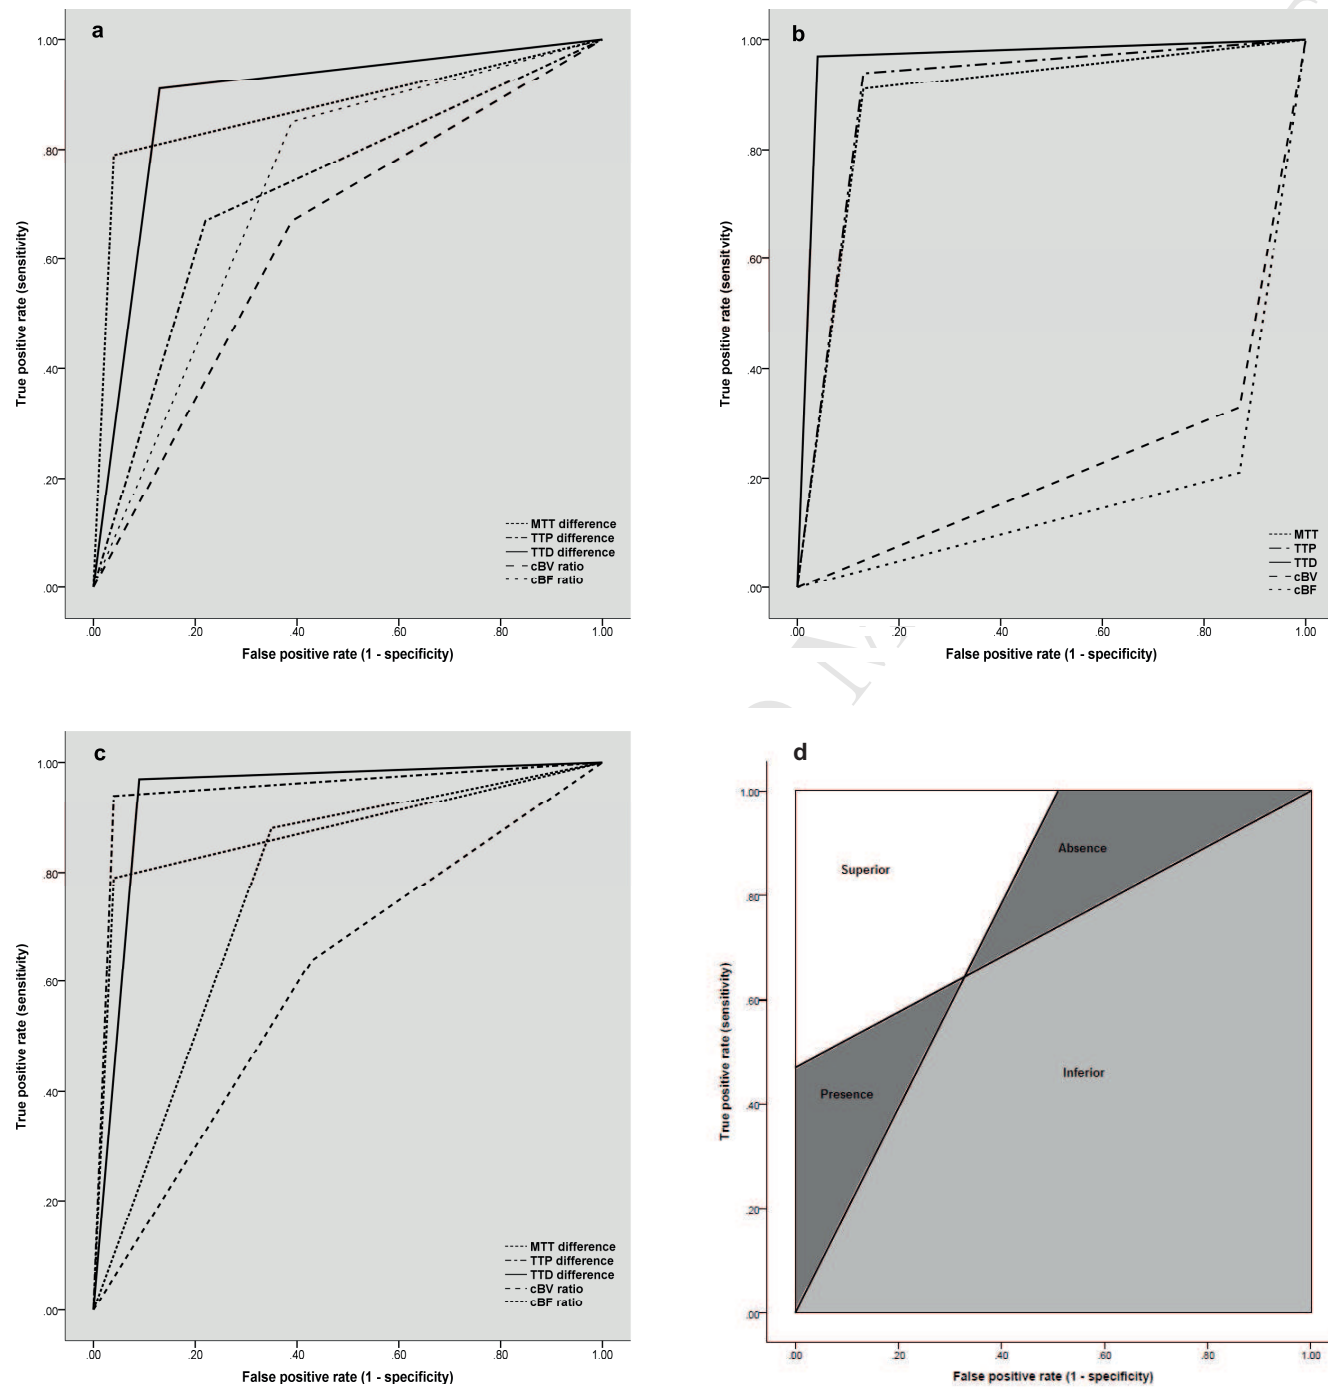 a
1.00
.80
.60
.40
.20
.00
True positive rate (sensitivity)
MTT difference
TTP difference
TTD difference
cBV ratio
cBF ratio
.00 .20 .40 .60 .80 1.00
False positive rate (1 - specificity)
b
1.00
.80
.60
.40
.20
.00
True positive rate (sensitivity)
MTT
TTP
TTD
cBV
cBF
.00 .20 .40 .60 .80 1.00
False positive rate (1 - specificity)
c
1.00
.80
.60
.40
.20
.00
True positive rate (sensitivity)
MTT difference
TTP difference
TTD difference
cBV ratio
cBF ratio
.00 .20 .40 .60 .80 1.00
False positive rate (1 - specificity)
d
1.00
.80
.60
.40
.20
.00
True positive rate (sensitivity)
Superior
Absence
Presence
Inferior
.00 .20 .40 .60 .80 1.00
False positive rate (1 - specificity)